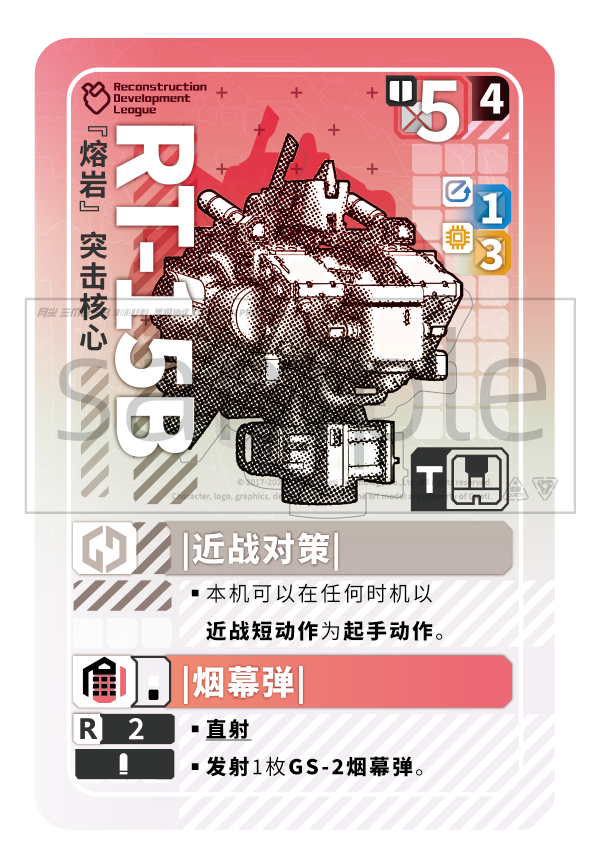 Reconstruction
Development
League
5
4
『熔岩』 突击核心
RT-15B
1
3
sample
T
|近战对策|
▪本机可以在任何时机以
近战短动作为起手动作。
|烟幕弹|
R 2
▪直射
▪发射1枚GS-2烟幕弹。